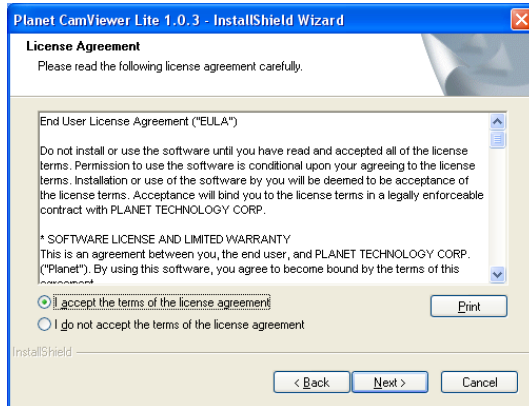 Planet CamViewer Lite 1.0.3 - InstallShield Wizard
License Agreement
Please read the following license agreement carefully.
End User License Agreement ("EULA")
Do not install or use the software until you have read and accepted all of the license
terms. Permission to use the software is conditional upon your agreeing to the license
terms. Installation or use of the software by you will be deemed to be acceptance of
the license terms. Acceptance will bind you to the license terms in a legally enforceable
contract with PLANET TECHNOLOGY CORP.
* SOFTWARE LICENSE AND LIMITED WARRANTY
This is an agreement between you, the end user, and PLANET TECHNOLOGY CORP.
("Planet"). By using this software, you agree to become bound by the terms of this
agreement.
I accept the terms of the license agreement
Print
I do not accept the terms of the license agreement
InstallShield
< Back
Next >
Cancel